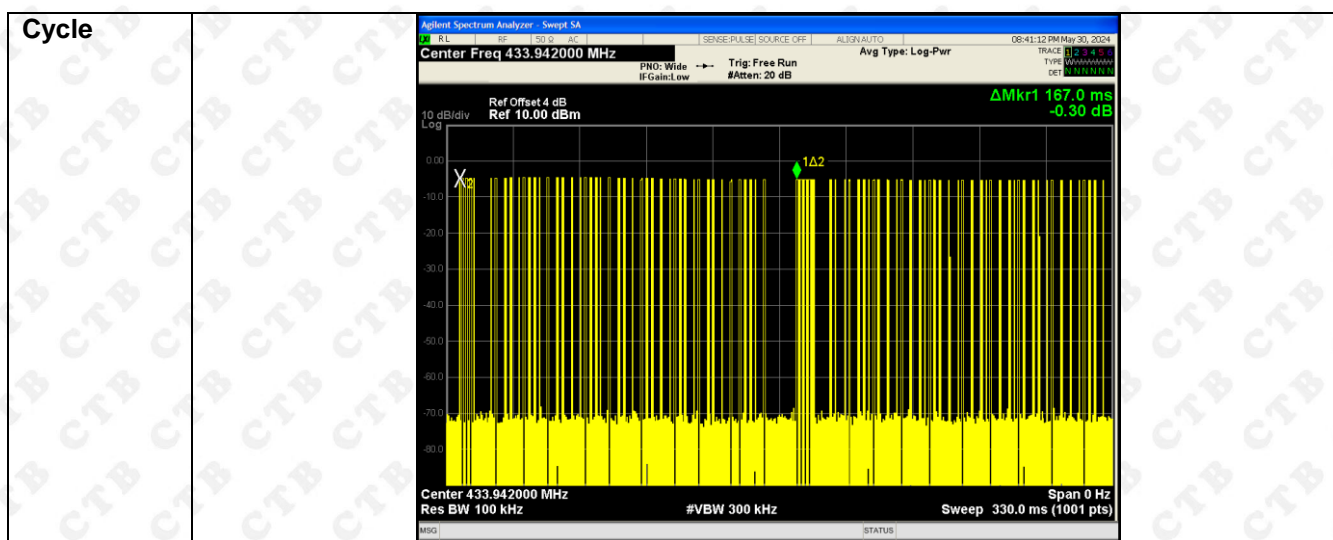 Cycle
Agilent Spectrum Analyzer - Swept SA
RL RF 50 Ω AC SENSE:PULSE SOURCE OFF ALIGN AUTO 08:41:12 PM May 30, 2024
Center Freq 433.942000 MHz
Avg Type: Log-Pwr
TRACE 1 2 3 4 5 6
PNO: Wide Trig: Free Run
TYPE W
IFGain:Low #Atten: 20 dB
DET N N N N N N
ΔMkr1 167.0 ms
-0.30 dB
Ref Offset 4 dB
10 dB/div Ref 10.00 dBm
Log
0.00
1Δ2
X2
-10.0
-20.0
-30.0
-40.0
-50.0
-60.0
-70.0
-80.0
Center 433.942000 MHz Span 0 Hz
Res BW 100 kHz #VBW 300 kHz Sweep 330.0 ms (1001 pts)
MSG STATUS
CTB